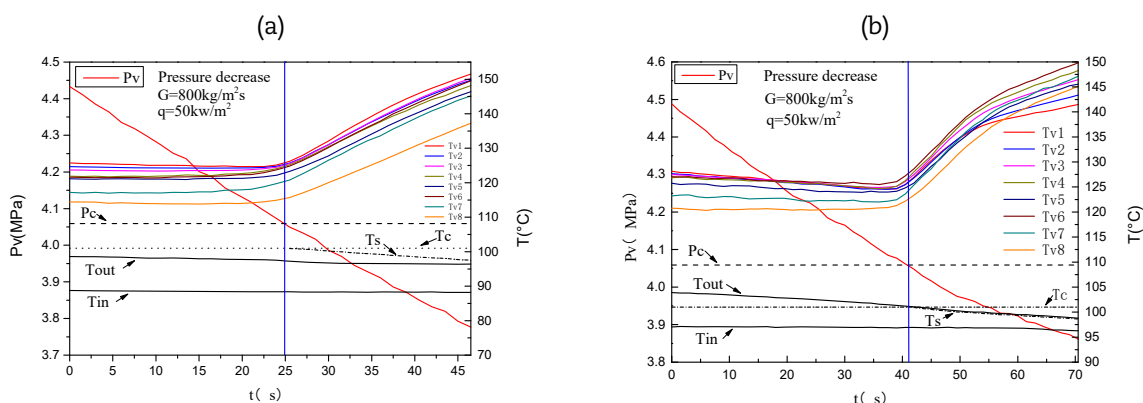 (a)
Pv
Pressure decrease
G=800kg/m²s
q=50kw/m²
4.5
4.4
4.3
4.2
4.1
4.0
3.9
3.8
3.7
Pv(MPa)
150
140
130
120
110
100
90
80
70
T(°C)
Tv1
Tv2
Tv3
Tv4
Tv5
Tv6
Tv7
Tv8
Pc
Ts
Tc
Tout
Tin
0 5 10 15 20 25 30 35 40 45
t( s)
(b)
Pv
Pressure decrease
G=800kg/m²s
q=50kw/m²
4.6
4.5
4.4
4.3
4.2
4.1
4.0
3.9
3.8
Pv( MPa)
150
145
140
135
130
125
120
115
110
105
100
95
90
T(°C)
Tv1
Tv2
Tv3
Tv4
Tv5
Tv6
Tv7
Tv8
Pc
Tout
Tc
Ts
Tin
0 10 20 30 40 50 60 70
t( s)